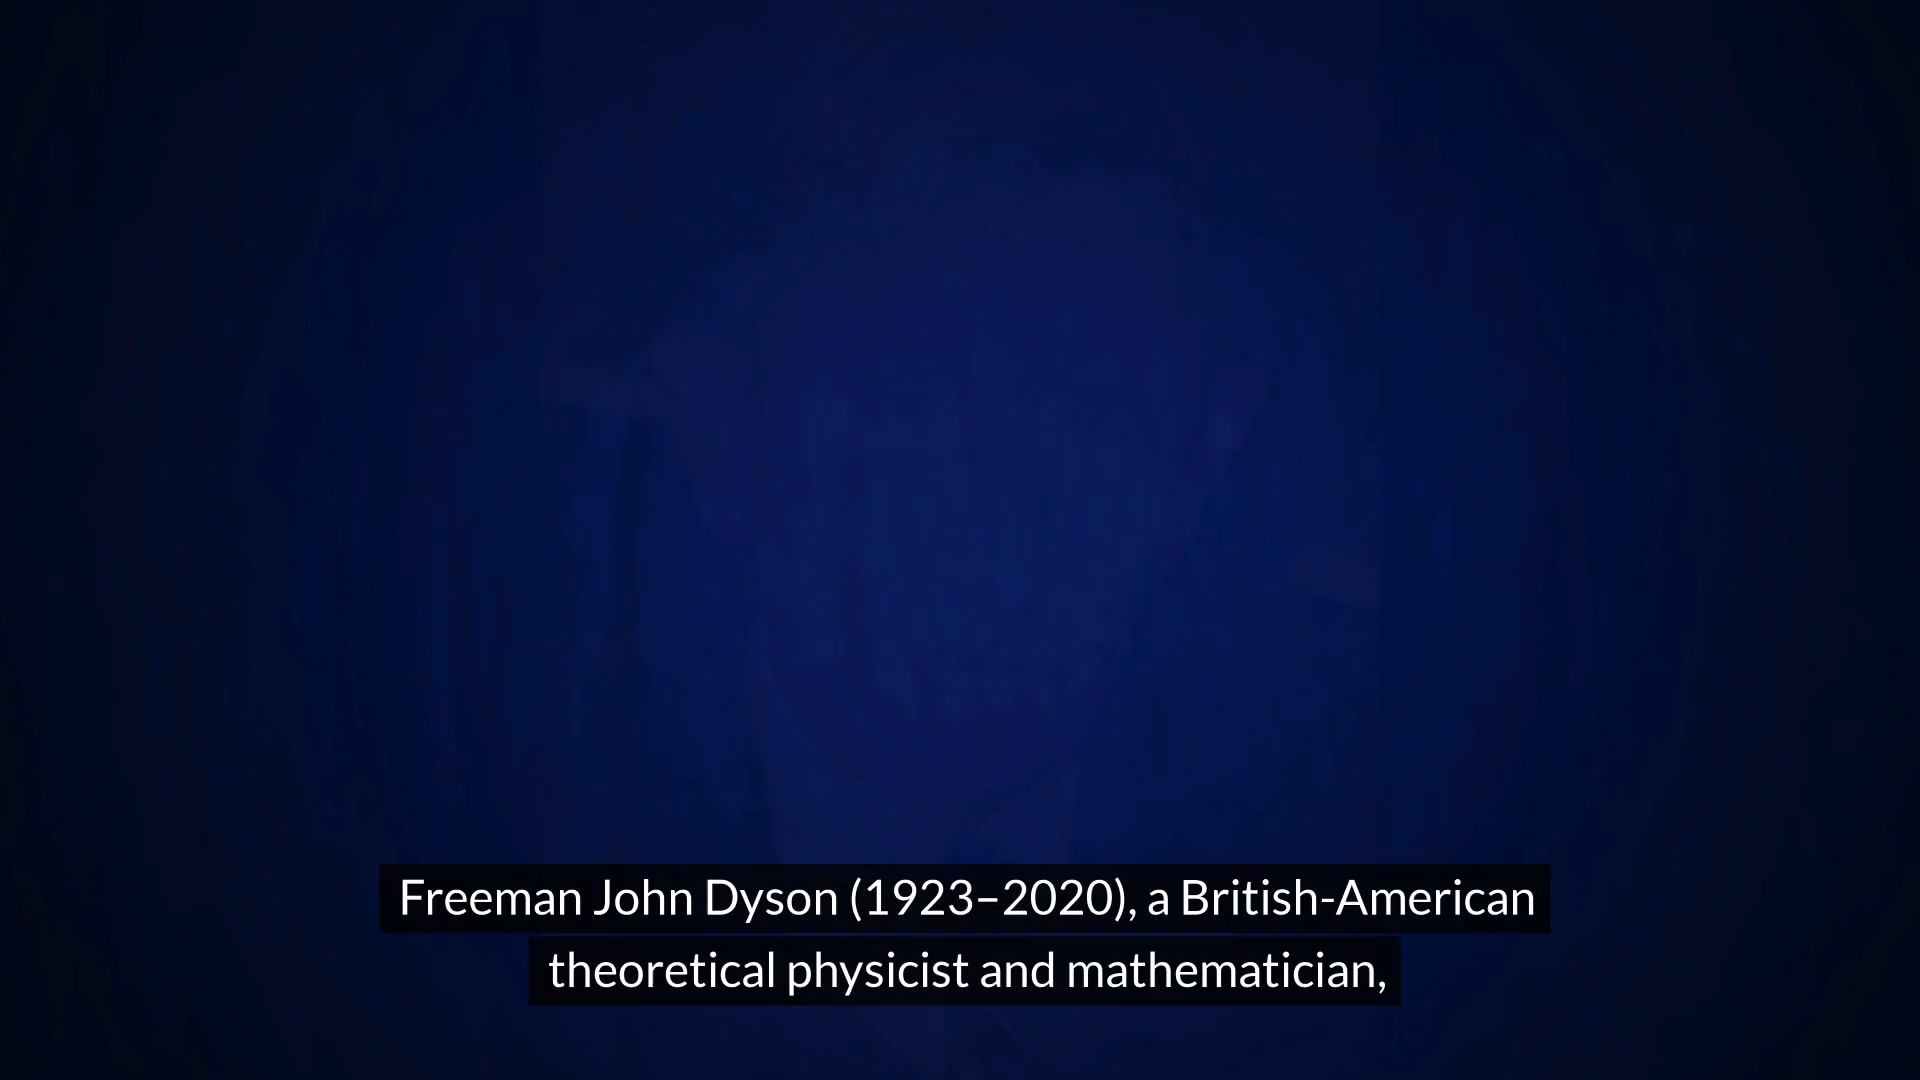 Freeman John Dyson (1923–2020), a British-American
theoretical physicist and mathematician,